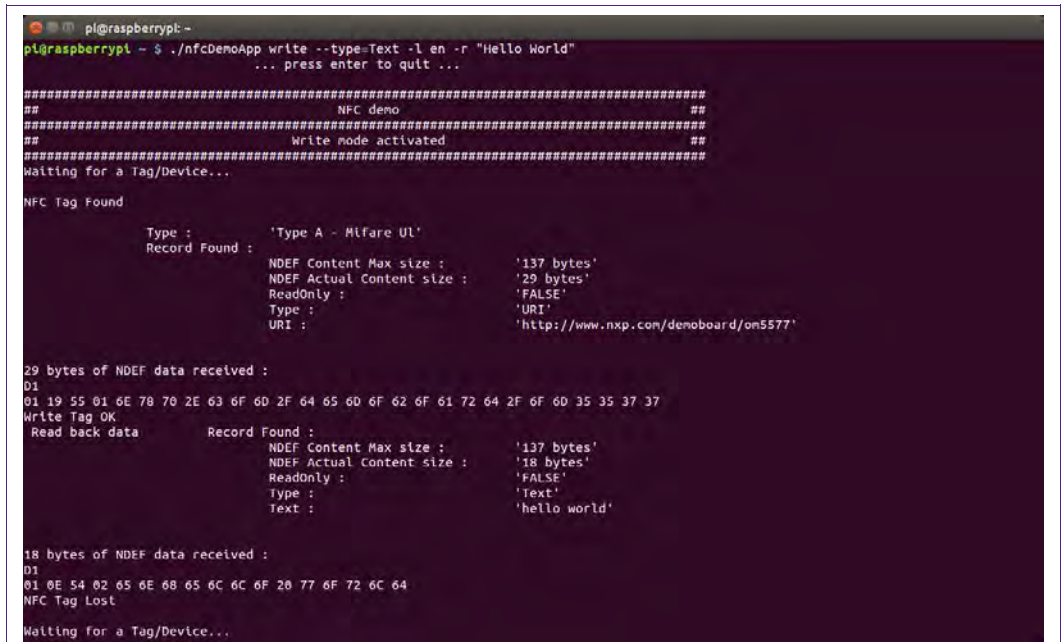 pi@raspberrypi: ~
pi@raspberrypi ~ $ ./nfcDemoApp write --type=Text -l en -r "Hello World"
... press enter to quit ...
#########################################################################################
## NFC demo ##
#########################################################################################
## Write mode activated ##
#########################################################################################
Waiting for a Tag/Device...
NFC Tag Found
Type : 'Type A - Mifare Ul'
Record Found :
NDEF Content Max size : '137 bytes'
NDEF Actual Content size : '29 bytes'
ReadOnly : 'FALSE'
Type : 'URI'
URI : 'http://www.nxp.com/demoboard/om5577'
29 bytes of NDEF data received :
D1
01 19 55 01 6E 78 70 2E 63 6F 6D 2F 64 65 6D 6F 62 6F 61 72 64 2F 6F 6D 35 35 37 37
Write Tag OK
Read back data Record Found :
NDEF Content Max size : '137 bytes'
NDEF Actual Content size : '18 bytes'
ReadOnly : 'FALSE'
Type : 'Text'
Text : 'hello world'
18 bytes of NDEF data received :
D1
01 0E 54 02 65 6E 68 65 6C 6C 6F 20 77 6F 72 6C 64
NFC Tag Lost
Waiting for a Tag/Device...